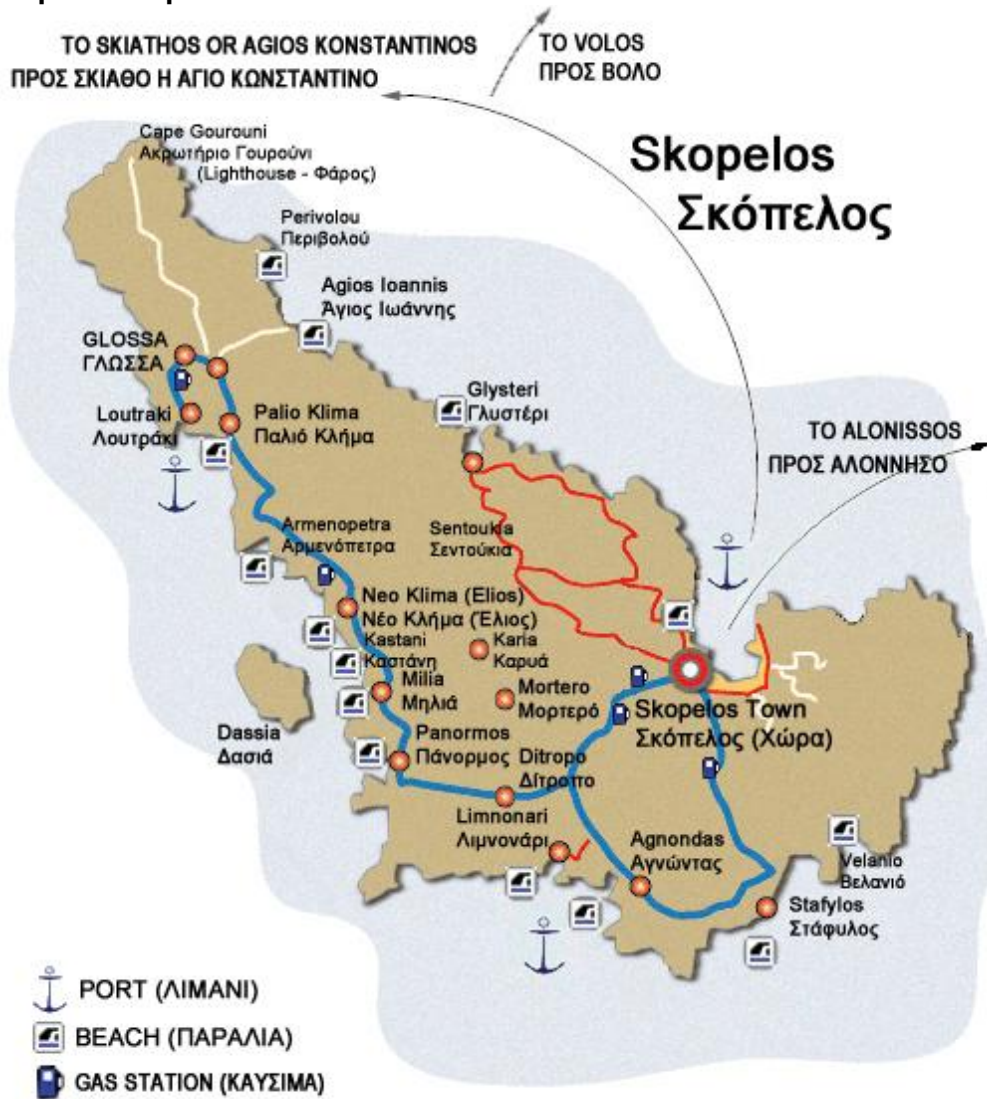 TO SKIATHOS OR AGIOS KONSTANTINOS
ΠΡΟΣ ΣΚΙΑΘΟ Η ΑΓΙΟ ΚΩΝΣΤΑΝΤΙΝΟ
TO VOLOS
ΠΡΟΣ ΒΟΛΟ
Skopelos
Σκόπελος
Cape Gourouni
Ακρωτήριο Γουρούνι
(Lighthouse - Φάρος)
Perivolou
Περιβολού
Agios Ioannis
Άγιος Ιωάννης
GLOSSA
ΓΛΩΣΣΑ
Loutraki
Λουτράκι
Palio Klima
Παλιό Κλήμα
Glysteri
Γλυστέρι
TO ALONISSOS
ΠΡΟΣ ΑΛΟΝΝΗΣΟ
Armenopetra
Αρμενόπετρα
Sentoukia
Σεντούκια
Neo Klima (Elios)
Νέο Κλήμα (Έλιος)
Kastani
Καστάνη
Karia
Καρυά
Milia
Μηλιά
Mortero
Μορτερό
Skopelos Town
Σκόπελος (Χώρα)
Dassia
Δασιά
Panormos
Πάνορμος
Ditropo
Δίτροπο
Limnonari
Λιμνονάρι
Agnondas
Αγνώντας
Velanio
Βελανιό
Stafylos
Στάφυλος
PORT (ΛΙΜΑΝΙ)
BEACH (ΠΑΡΑΛΙΑ)
GAS STATION (ΚΑΥΣΙΜΑ)